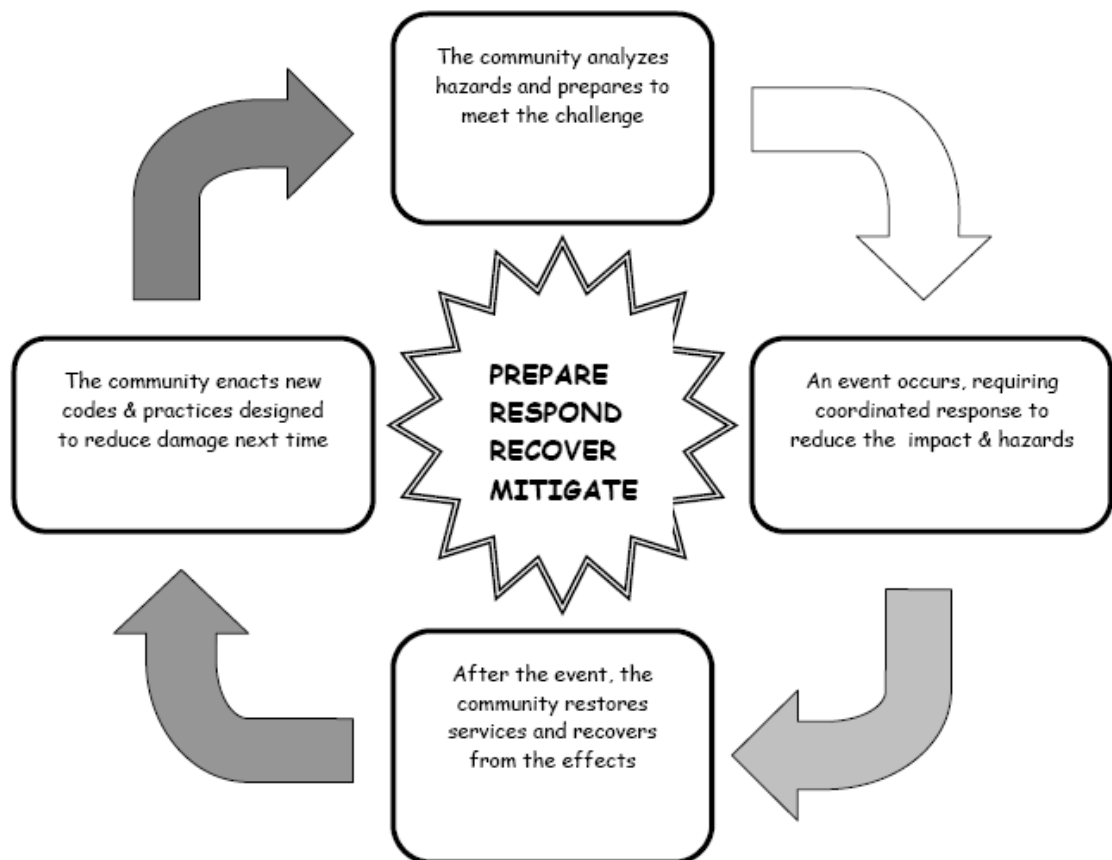 The community analyzes
hazards and prepares to
meet the challenge
The community enacts new
codes & practices designed
to reduce damage next time
PREPARE
RESPOND
RECOVER
MITIGATE
An event occurs, requiring
coordinated response to
reduce the impact & hazards
After the event, the
community restores
services and recovers
from the effects